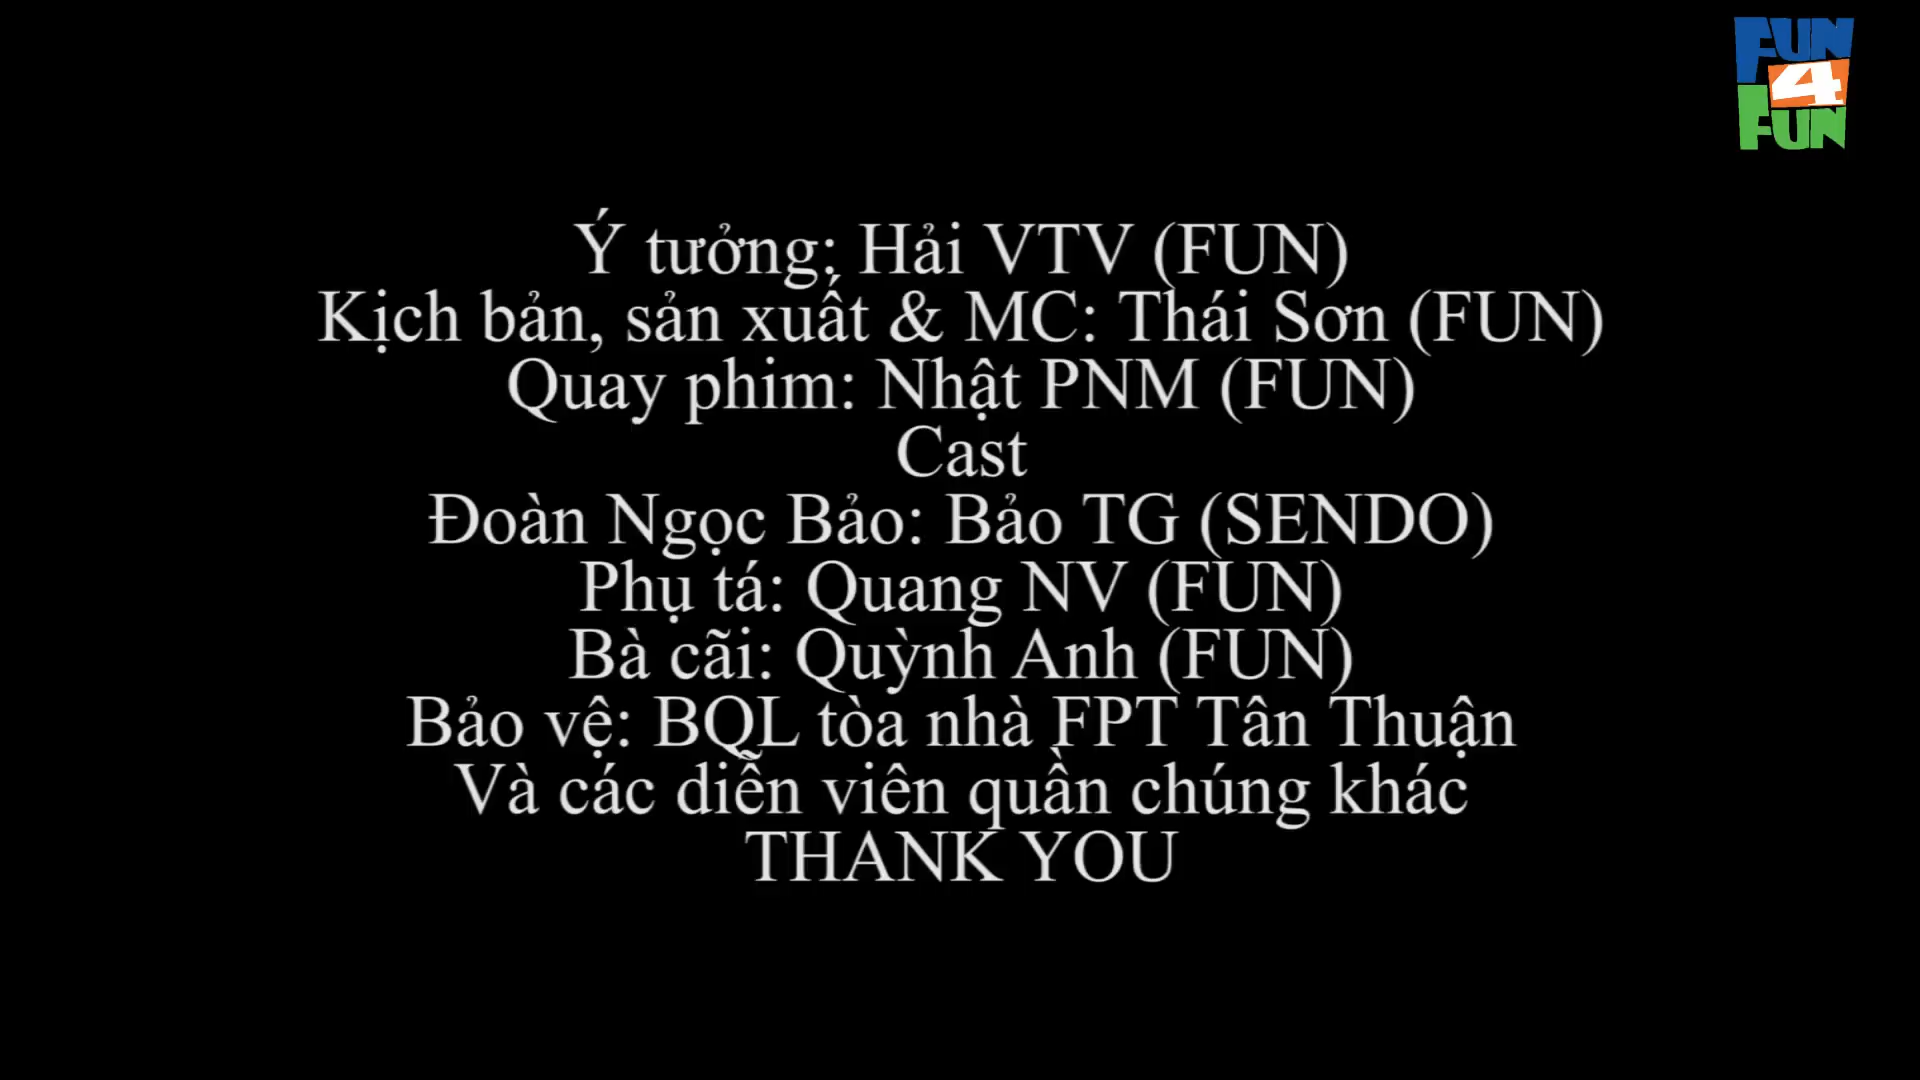 FUN
4
FUN
Ý tưởng: Hải VTV (FUN)
Kịch bản, sản xuất & MC: Thái Sơn (FUN)
Quay phim: Nhật PNM (FUN)
Cast
Đoàn Ngọc Bảo: Bảo TG (SENDO)
Phụ tá: Quang NV (FUN)
Bà cãi: Quỳnh Anh (FUN)
Bảo vệ: BQL tòa nhà FPT Tân Thuận
Và các diễn viên quần chúng khác
THANK YOU